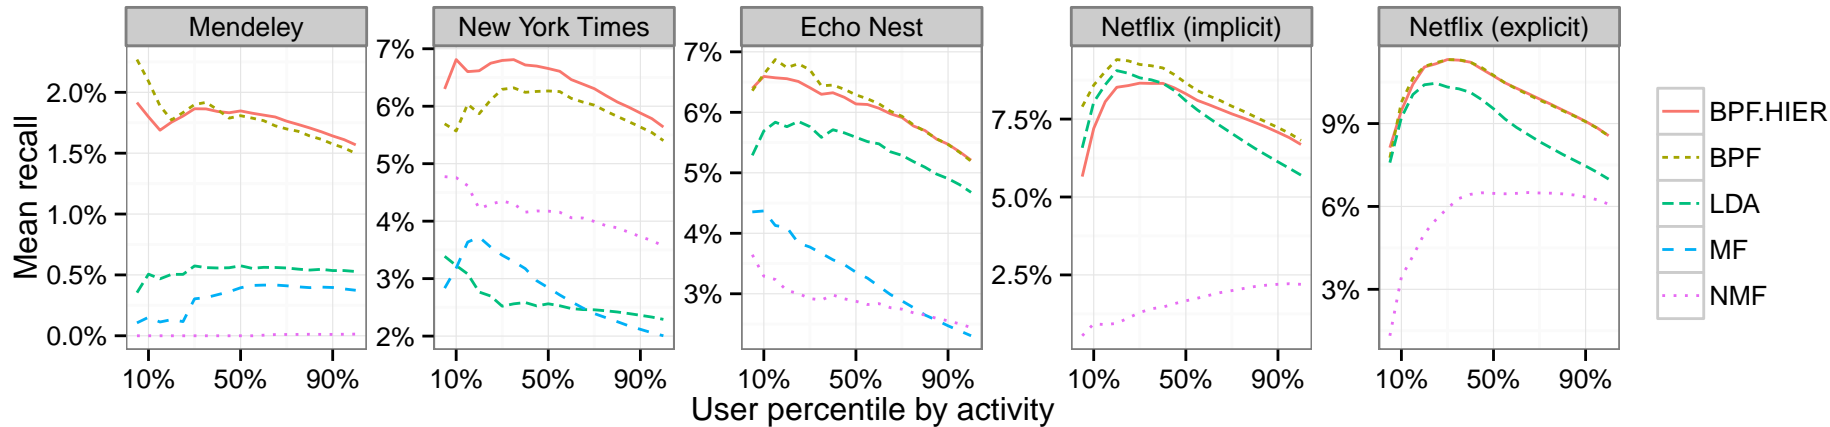 Mendeley
New York Times
Echo Nest
Netflix (implicit)
Netflix (explicit)
Mean recall
2.0%
1.5%
1.0%
0.5%
0.0%
7%
6%
5%
4%
3%
2%
7%
6%
5%
4%
3%
7.5%
5.0%
2.5%
9%
6%
3%
10% 50% 90%
10% 50% 90%
10% 50% 90%
10% 50% 90%
10% 50% 90%
User percentile by activity
BPF.HIER
BPF
LDA
MF
NMF